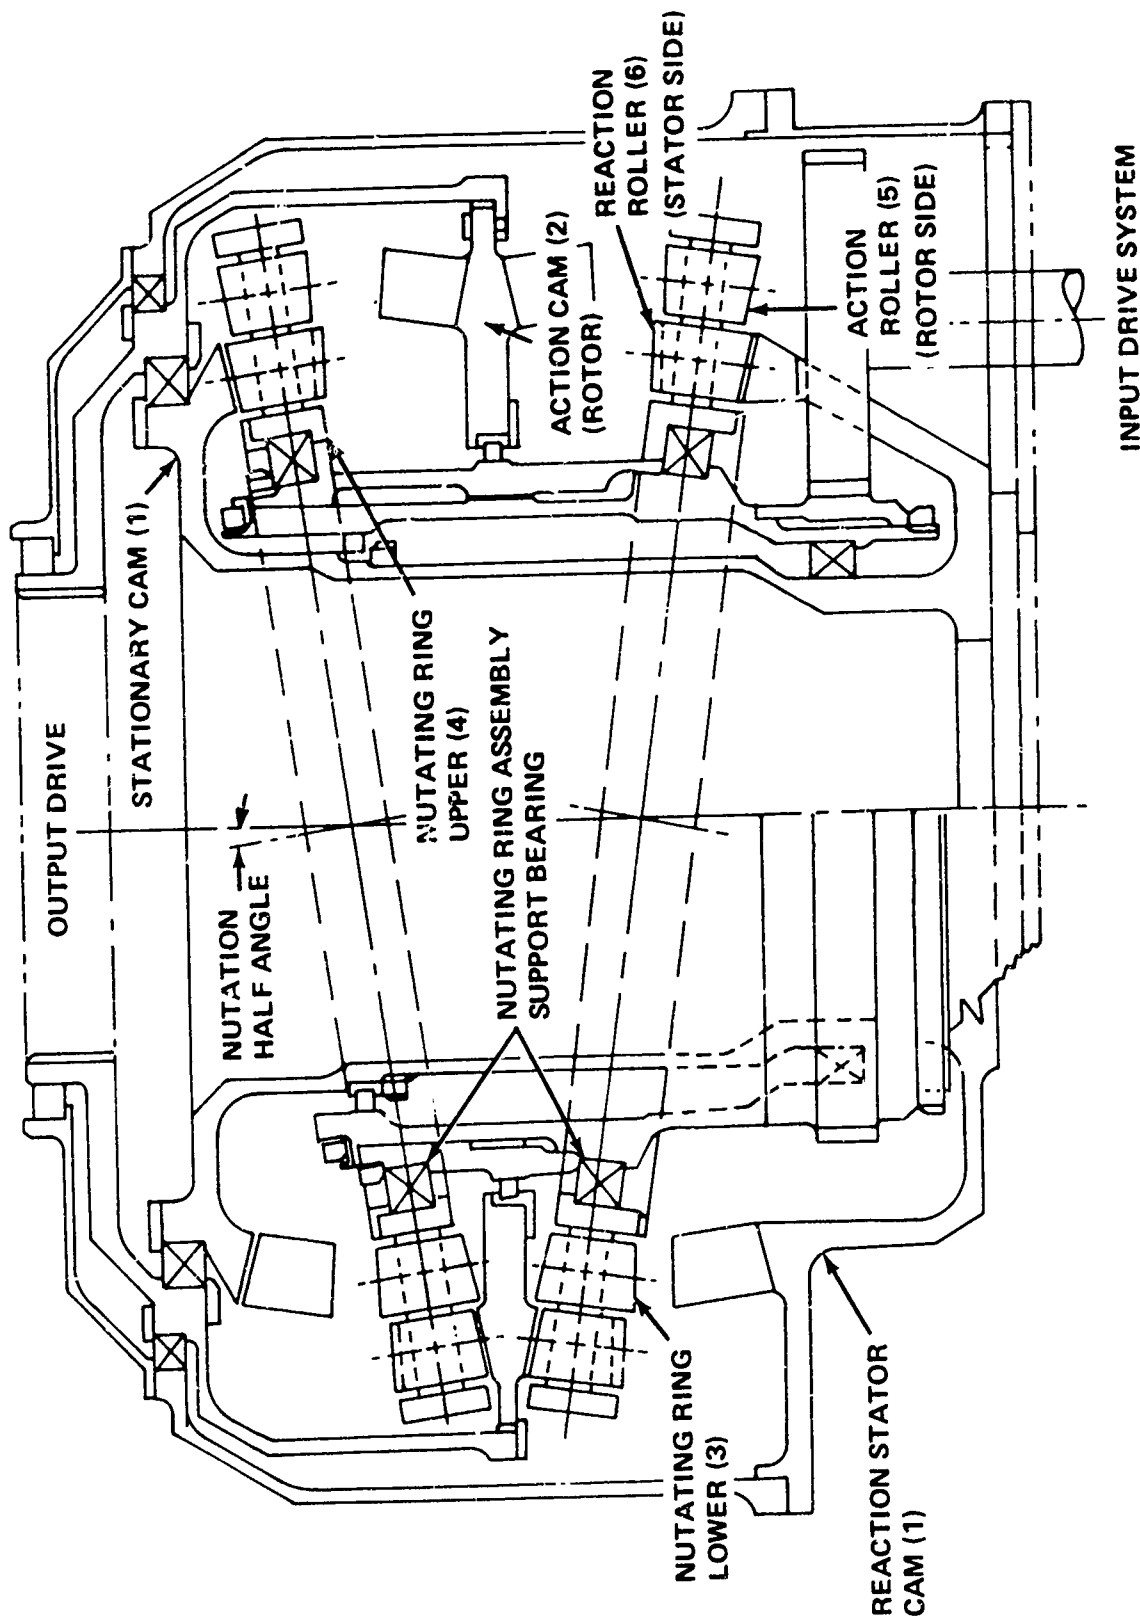 OUTPUT DRIVE
STATIONARY CAM (1)
NUTATION
HALF ANGLE
NUTATING RING
UPPER (4)
NUTATING RING ASSEMBLY
SUPPORT BEARING
ACTION CAM (2)
(ROTOR)
REACTION
ROLLER (6)
(STATOR SIDE)
ACTION
ROLLER (5)
(ROTOR SIDE)
INPUT DRIVE SYSTEM
NUTATING RING
LOWER (3)
REACTION STATOR
CAM (1)